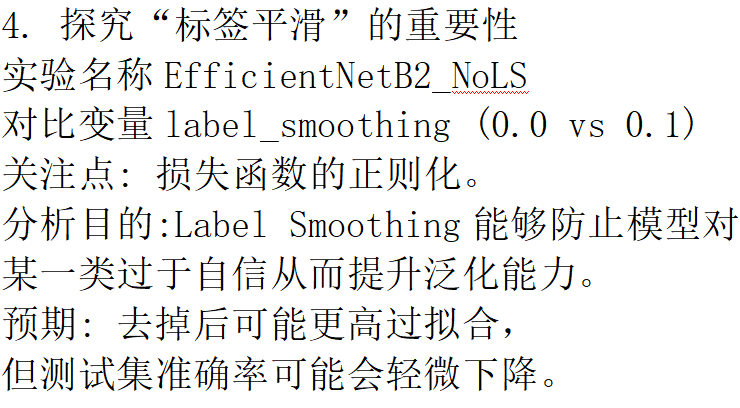 4. 探究“标签平滑”的重要性
实验名称 EfficientNetB2_NoLS
对比变量 label_smoothing (0.0 vs 0.1)
关注点: 损失函数的正则化。
分析目的:Label Smoothing 能够防止模型对
某一类过于自信从而提升泛化能力。
预期: 去掉后可能更高过拟合,
但测试集准确率可能会轻微下降。